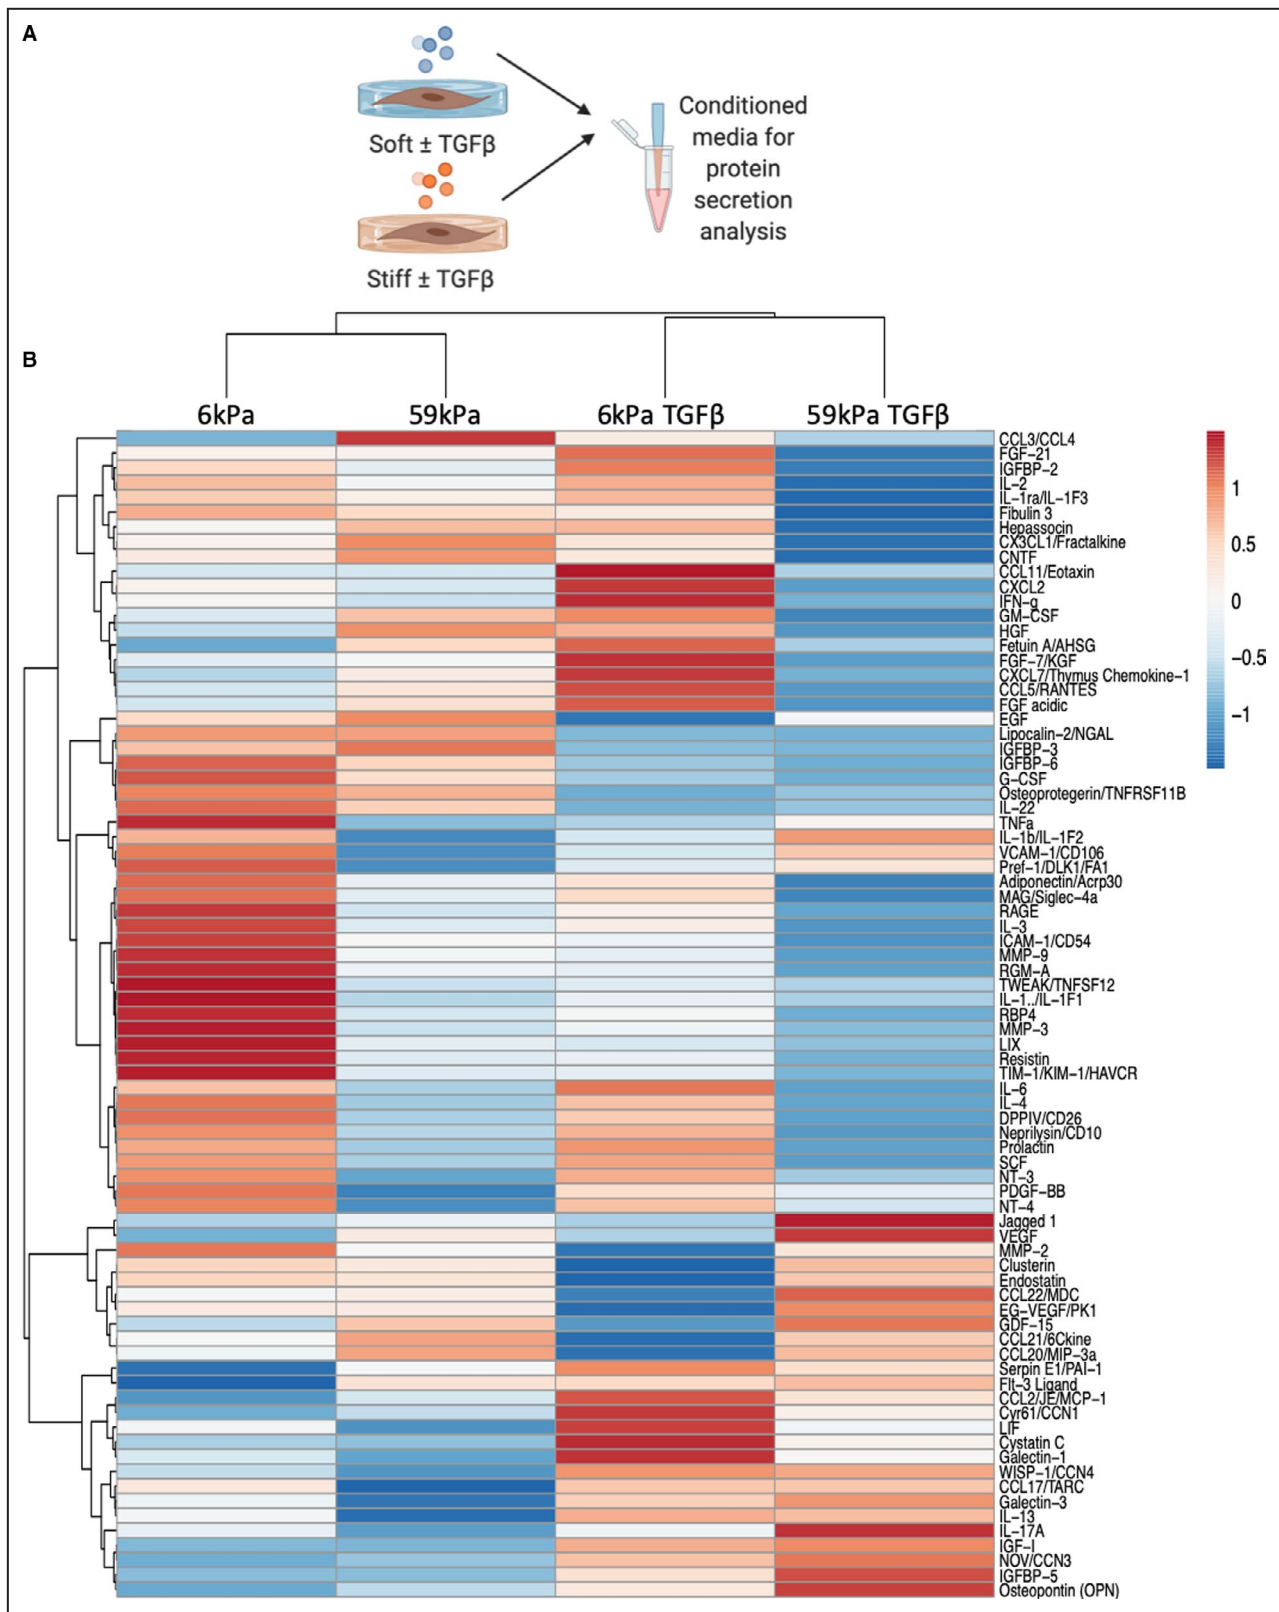 A
Soft ± TGFβ
Stiff ± TGFβ
Conditioned
media for
protein
secretion
analysis
B
6kPa
59kPa
6kPa TGFβ
59kPa TGFβ
CCL3/CCL4
FGF-21
IGFBP-2
IL-2
IL-1ra/IL-1F3
Fibulin 3
Hepassocin
CX3CL1/Fractalkine
CNTF
CCL11/Eotaxin
CXCL2
IFN-g
GM-CSF
HGF
Fetuin A/AHSG
FGF-7/KGF
CXCL7/Thymus Chemokine-1
CCL5/RANTES
FGF acidic
EGF
Lipocalin-2/NGAL
IGFBP-3
IGFBP-6
G-CSF
Osteoprotegerin/TNFRSF11B
IL-22
TNFa
IL-1b/IL-1F2
VCAM-1/CD106
Pref-1/DLK1/FA1
Adiponectin/Acrp30
MAG/Siglec-4a
RAGE
IL-3
ICAM-1/CD54
MMP-9
RGM-A
TWEAK/TNFSF12
IL-1../IL-1F1
RBP4
MMP-3
LIX
Resistin
TIM-1/KIM-1/HAVCR
IL-6
IL-4
DPPIV/CD26
Neprilysin/CD10
Prolactin
SCF
NT-3
PDGF-BB
NT-4
Jagged 1
VEGF
MMP-2
Clusterin
Endostatin
CCL22/MDC
EG-VEGF/PK1
GDF-15
CCL21/6Ckine
CCL20/MIP-3a
Serpin E1/PAI-1
Flt-3 Ligand
CCL2/JE/MCP-1
Cyr61/CCN1
LIF
Cystatin C
Galectin-1
WISP-1/CCN4
CCL17/TARC
Galectin-3
IL-13
IL-17A
IGF-I
NOV/CCN3
IGFBP-5
Osteopontin (OPN)
1
0.5
0
-0.5
-1